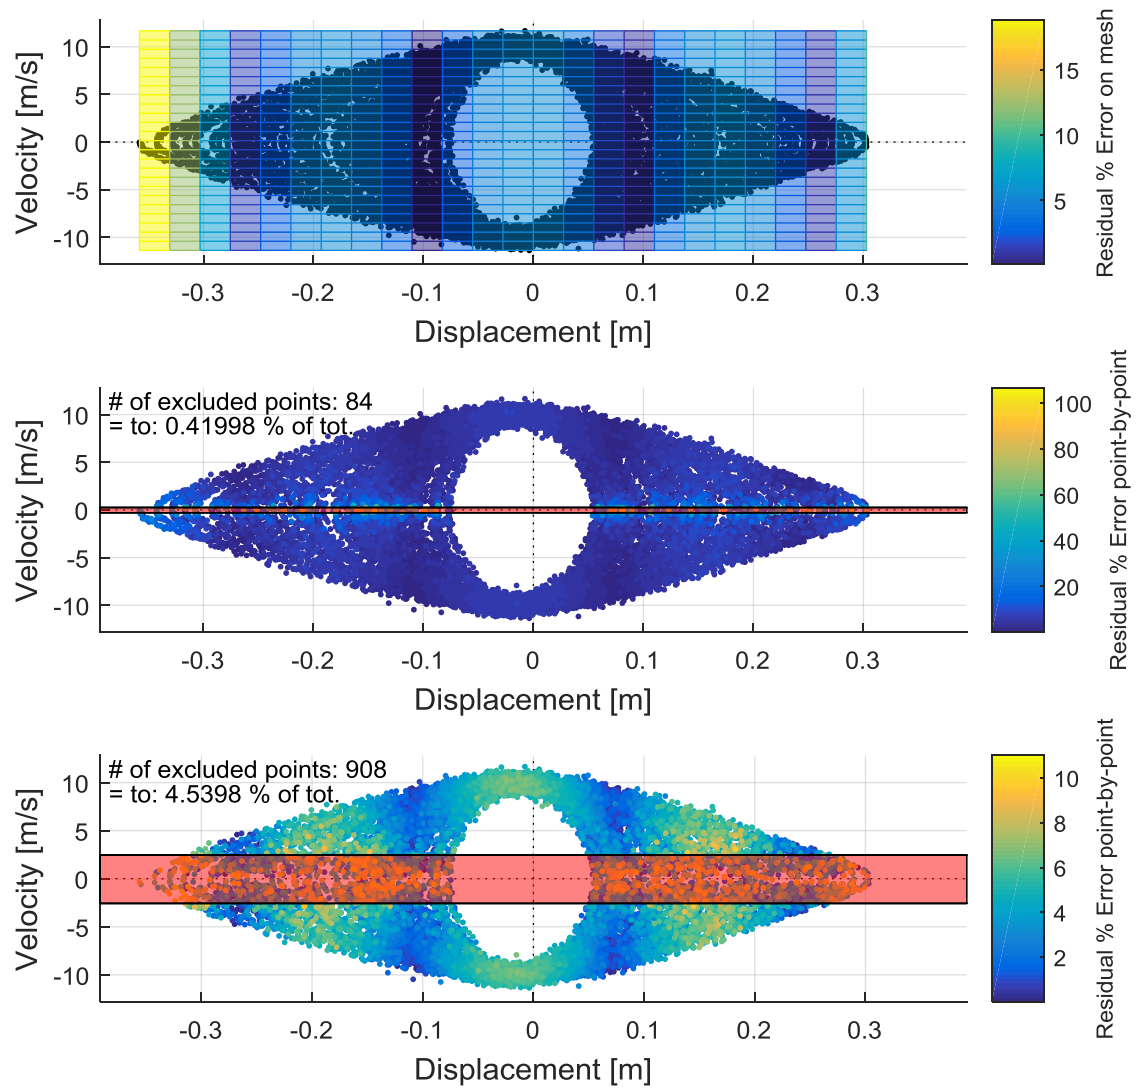 10
5
0
-5
-10
Velocity [m/s]
-0.3 -0.2 -0.1 0 0.1 0.2 0.3
Displacement [m]
15
10
5
Residual % Error on mesh
# of excluded points: 84
= to: 0.41998 % of tot.
10
5
0
-5
-10
Velocity [m/s]
-0.3 -0.2 -0.1 0 0.1 0.2 0.3
Displacement [m]
100
80
60
40
20
Residual % Error point-by-point
# of excluded points: 908
= to: 4.5398 % of tot.
10
5
0
-5
-10
Velocity [m/s]
-0.3 -0.2 -0.1 0 0.1 0.2 0.3
Displacement [m]
10
8
6
4
2
Residual % Error point-by-point